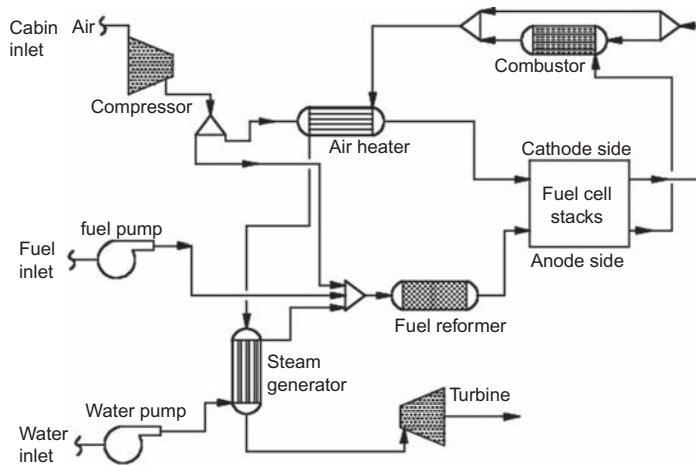 Cabin
inlet
Air
Compressor
Combustor
Air heater
Cathode side
Fuel cell
stacks
Anode side
fuel pump
Fuel
inlet
Fuel reformer
Steam
generator
Turbine
Water pump
Water
inlet